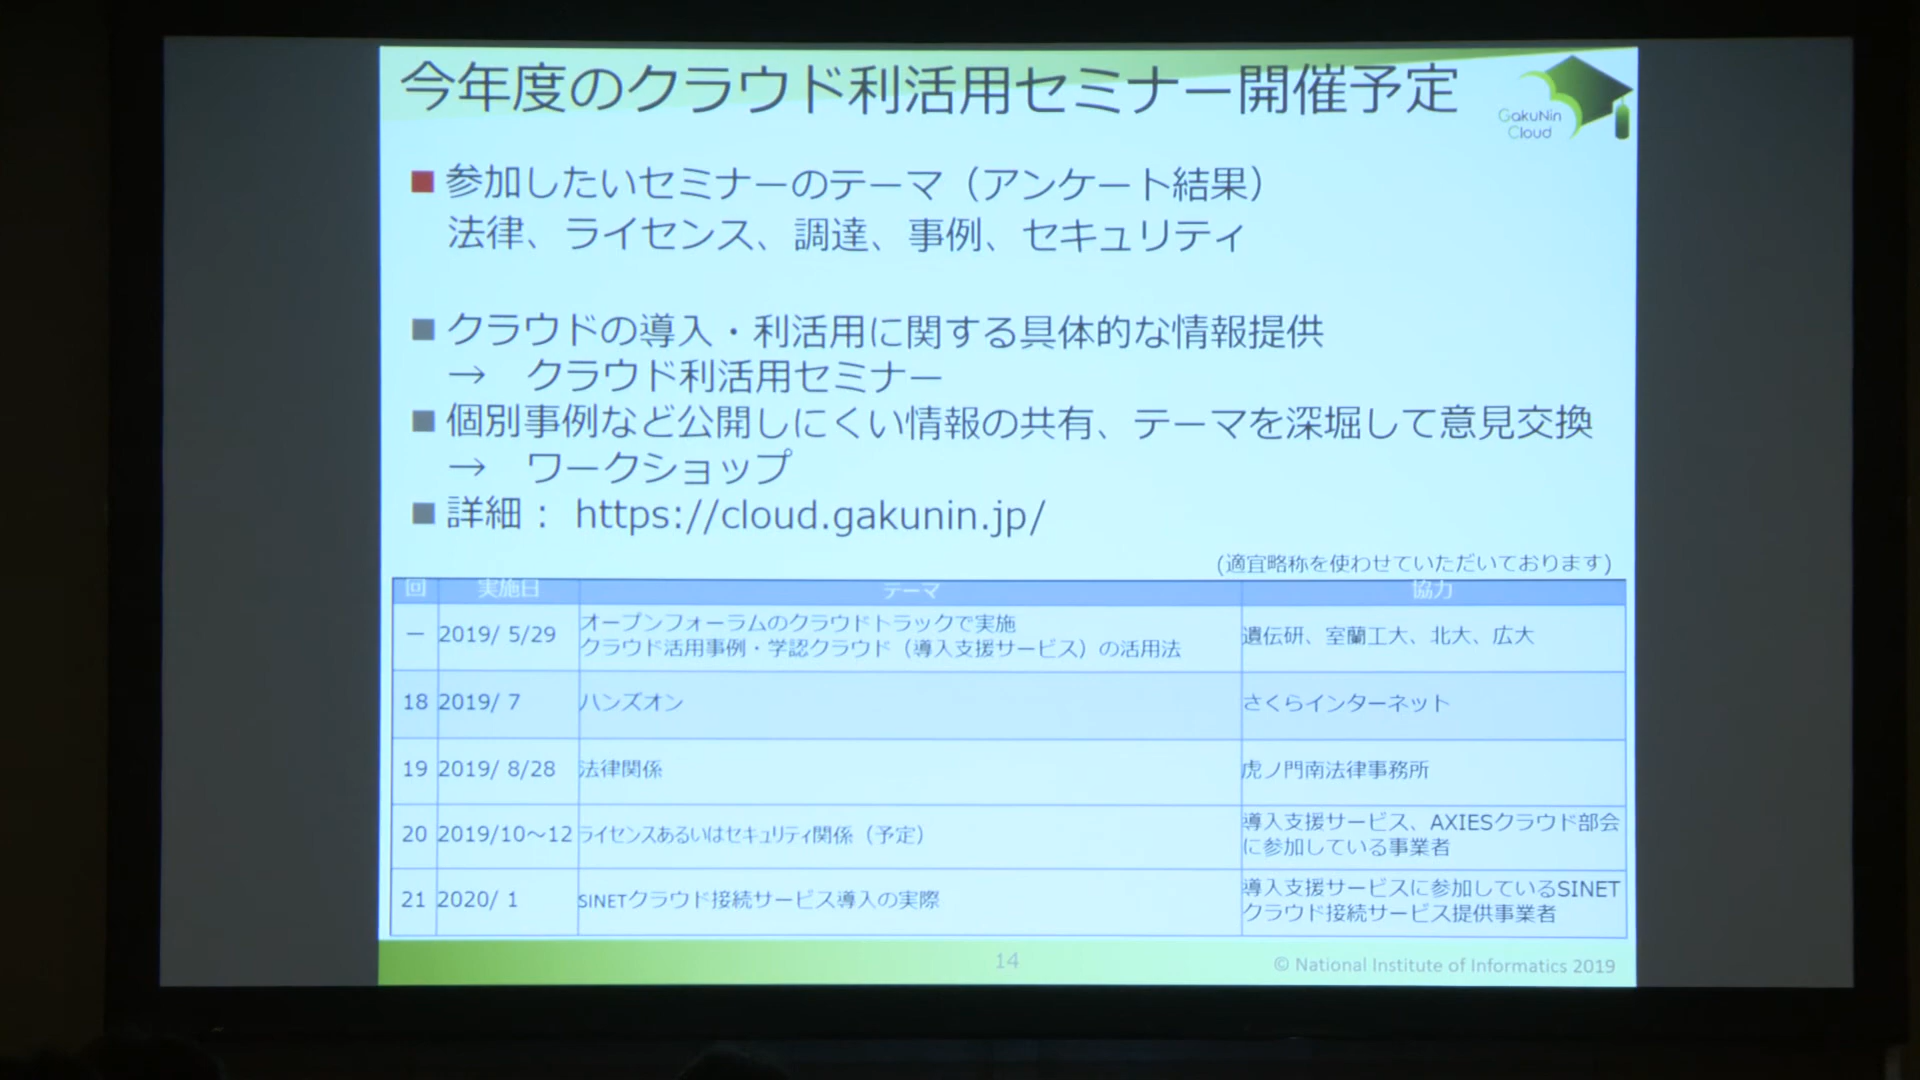 今年度のクラウド利活用セミナー開催予定
GakuNin
Cloud
■参加したいセミナーのテーマ（アンケート結果）
法律、ライセンス、調達、事例、セキュリティ
■クラウドの導入・利活用に関する具体的な情報提供
→　クラウド利活用セミナー
■個別事例など公開しにくい情報の共有、テーマを深堀して意見交換
→　ワークショップ
■詳細： https://cloud.gakunin.jp/
(適宜略称を使わせていただいております)
回 実施日 テーマ 協力
ー 2019/ 5/29 オープンフォーラムのクラウドトラックで実施
クラウド活用事例・学認クラウド（導入支援サービス）の活用法 遺伝研、室蘭工大、北大、広大
18 2019/ 7 ハンズオン さくらインターネット
19 2019/ 8/28 法律関係 虎ノ門南法律事務所
20 2019/10～12 ライセンスあるいはセキュリティ関係（予定） 導入支援サービス、AXIESクラウド部会
に参加している事業者
21 2020/ 1 SINETクラウド接続サービス導入の実際 導入支援サービスに参加しているSINET
クラウド接続サービス提供事業者
14
© National Institute of Informatics 2019